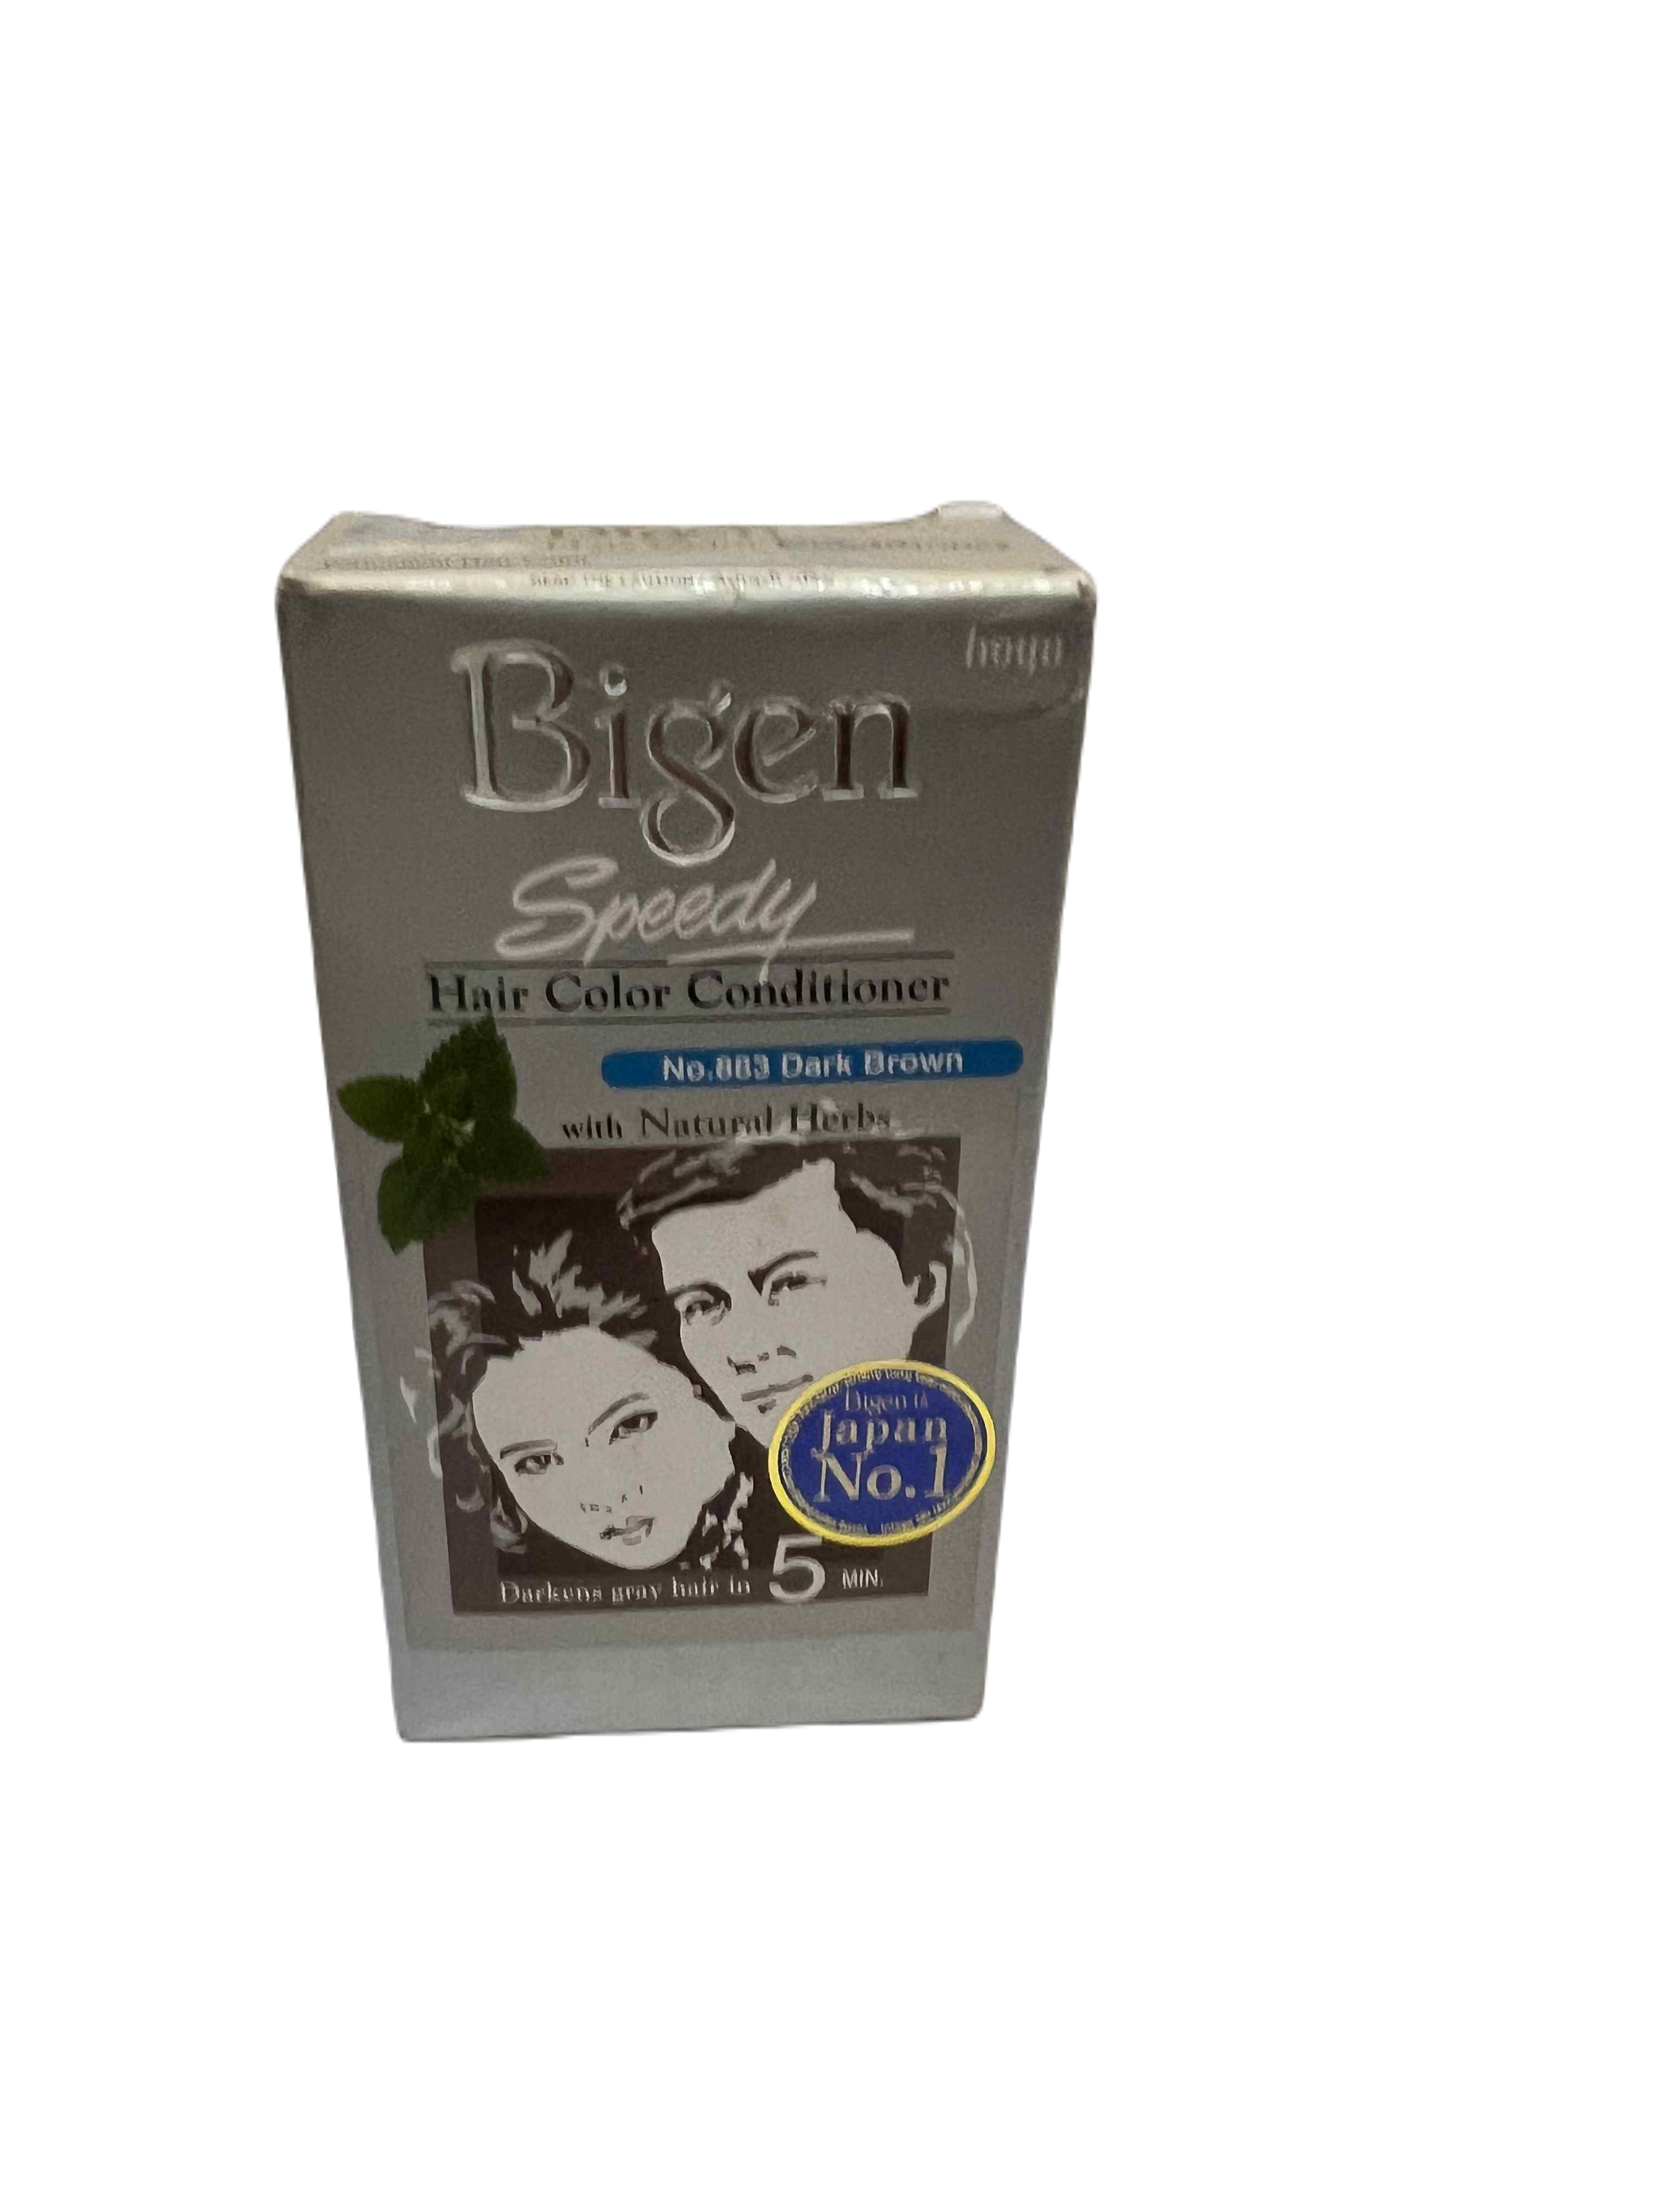 hoyu
Bigen
Speedy
Hair Color Conditioner
No.883 Dark Brown
with Natural Herbs
Bigen is
Japan
No.1
Darkens gray hair in 5 MIN.